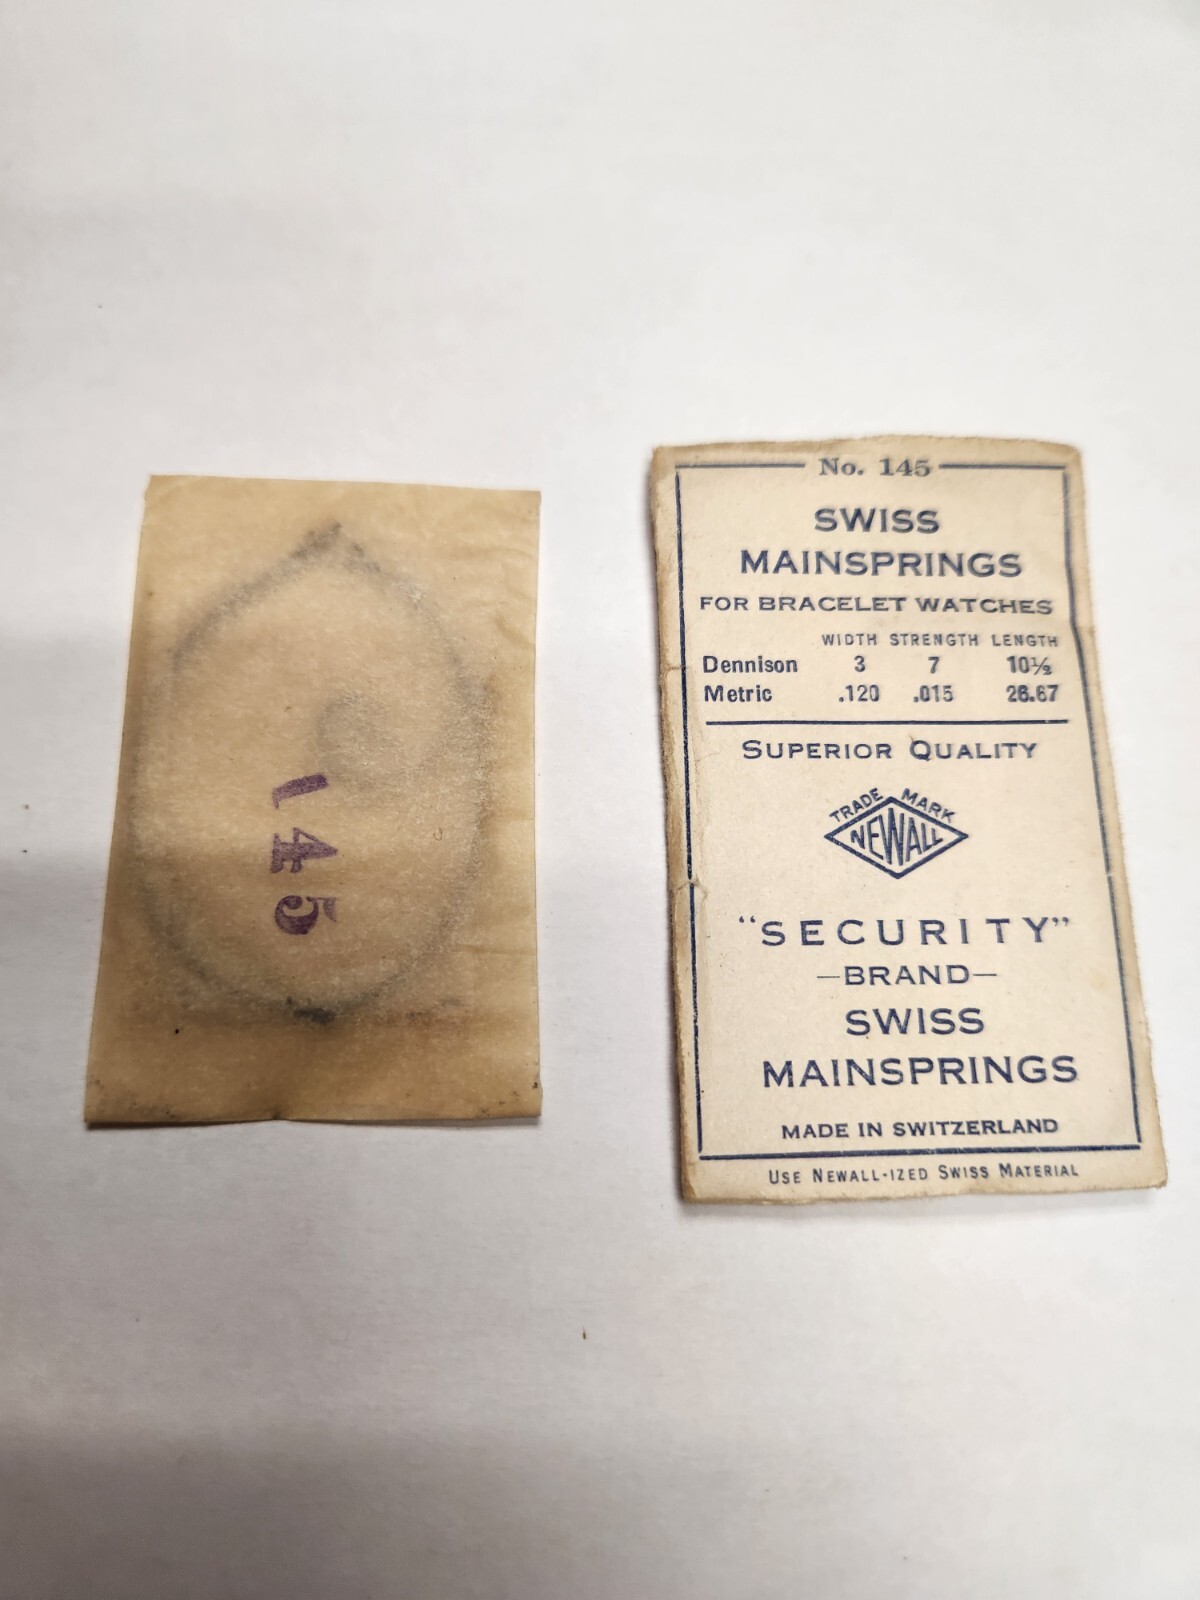 145
No. 145
SWISS
MAINSPRINGS
FOR BRACELET WATCHES
WIDTH STRENGTH LENGTH
Dennison 3 7 10½
Metric .120 .015 26.67
SUPERIOR QUALITY
TRADE MARK
NEWALL
"SECURITY"
—BRAND—
SWISS
MAINSPRINGS
MADE IN SWITZERLAND
USE NEWALL-IZED SWISS MATERIAL